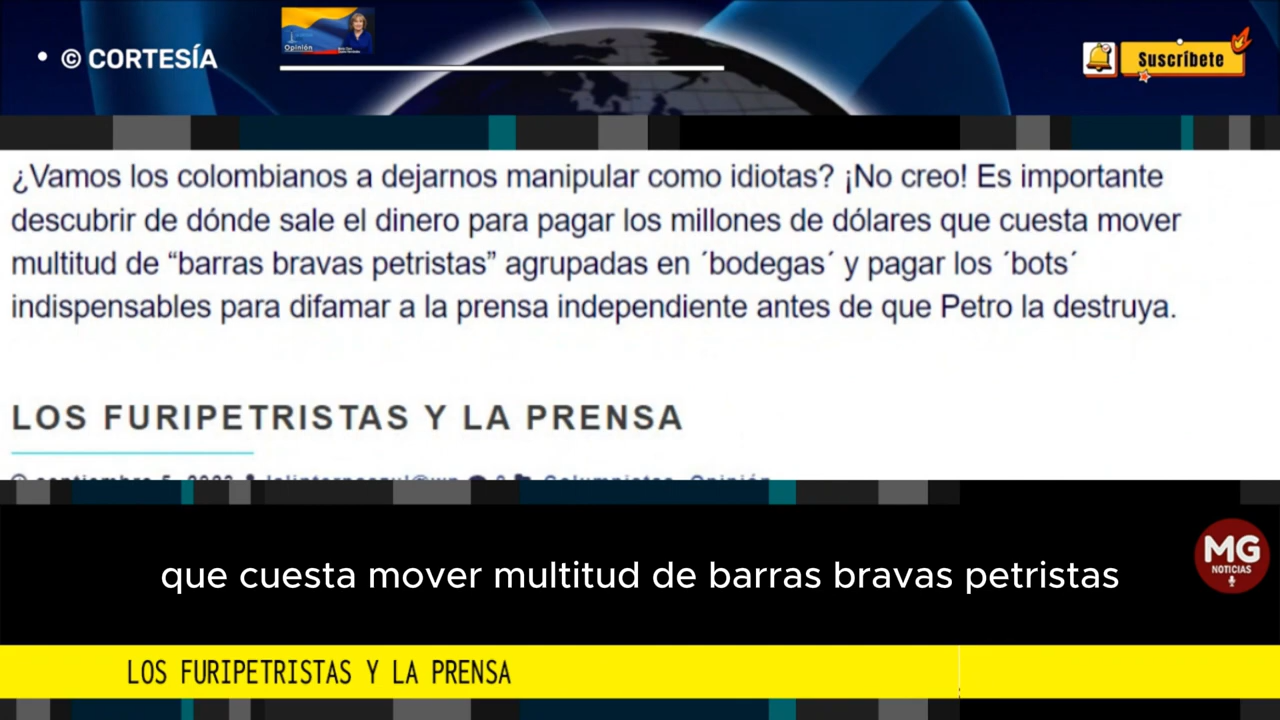 • © CORTESÍA
Opinión
Suscríbete
¿Vamos los colombianos a dejarnos manipular como idiotas? ¡No creo! Es importante
descubrir de dónde sale el dinero para pagar los millones de dólares que cuesta mover
multitud de “barras bravas petristas” agrupadas en ´bodegas´ y pagar los ´bots´
indispensables para difamar a la prensa independiente antes de que Petro la destruya.
LOS FURIPETRISTAS Y LA PRENSA
MG
NOTICIAS
que cuesta mover multitud de barras bravas petristas
LOS FURIPETRISTAS Y LA PRENSA